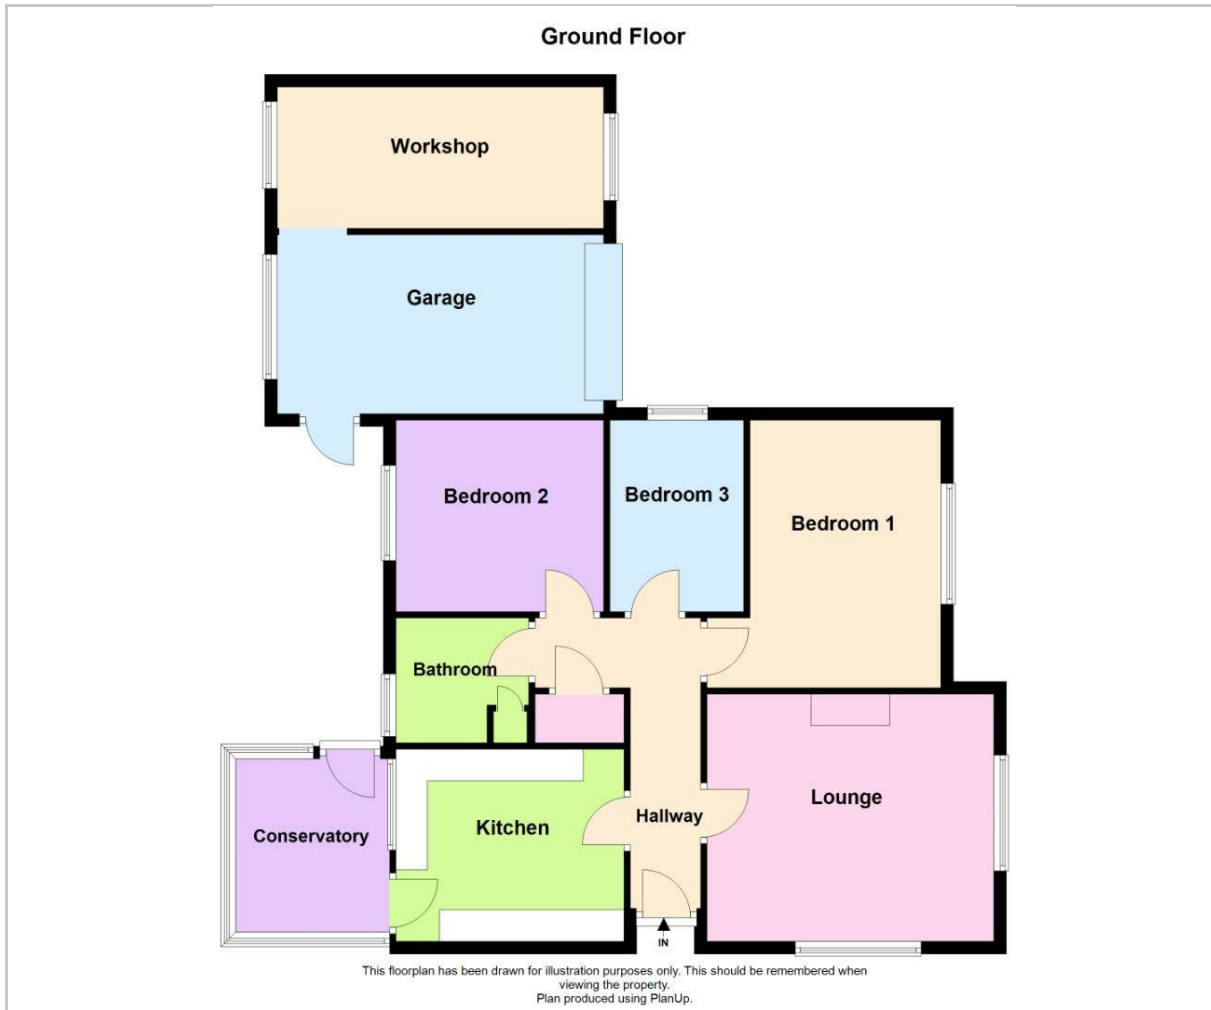 Ground Floor
Workshop
Garage
Bedroom 2
Bedroom 3
Bedroom 1
Bathroom
Lounge
Hallway
Kitchen
Conservatory
IN
This floorplan has been drawn for illustration purposes only. This should be remembered when
viewing the property.
Plan produced using PlanUp.